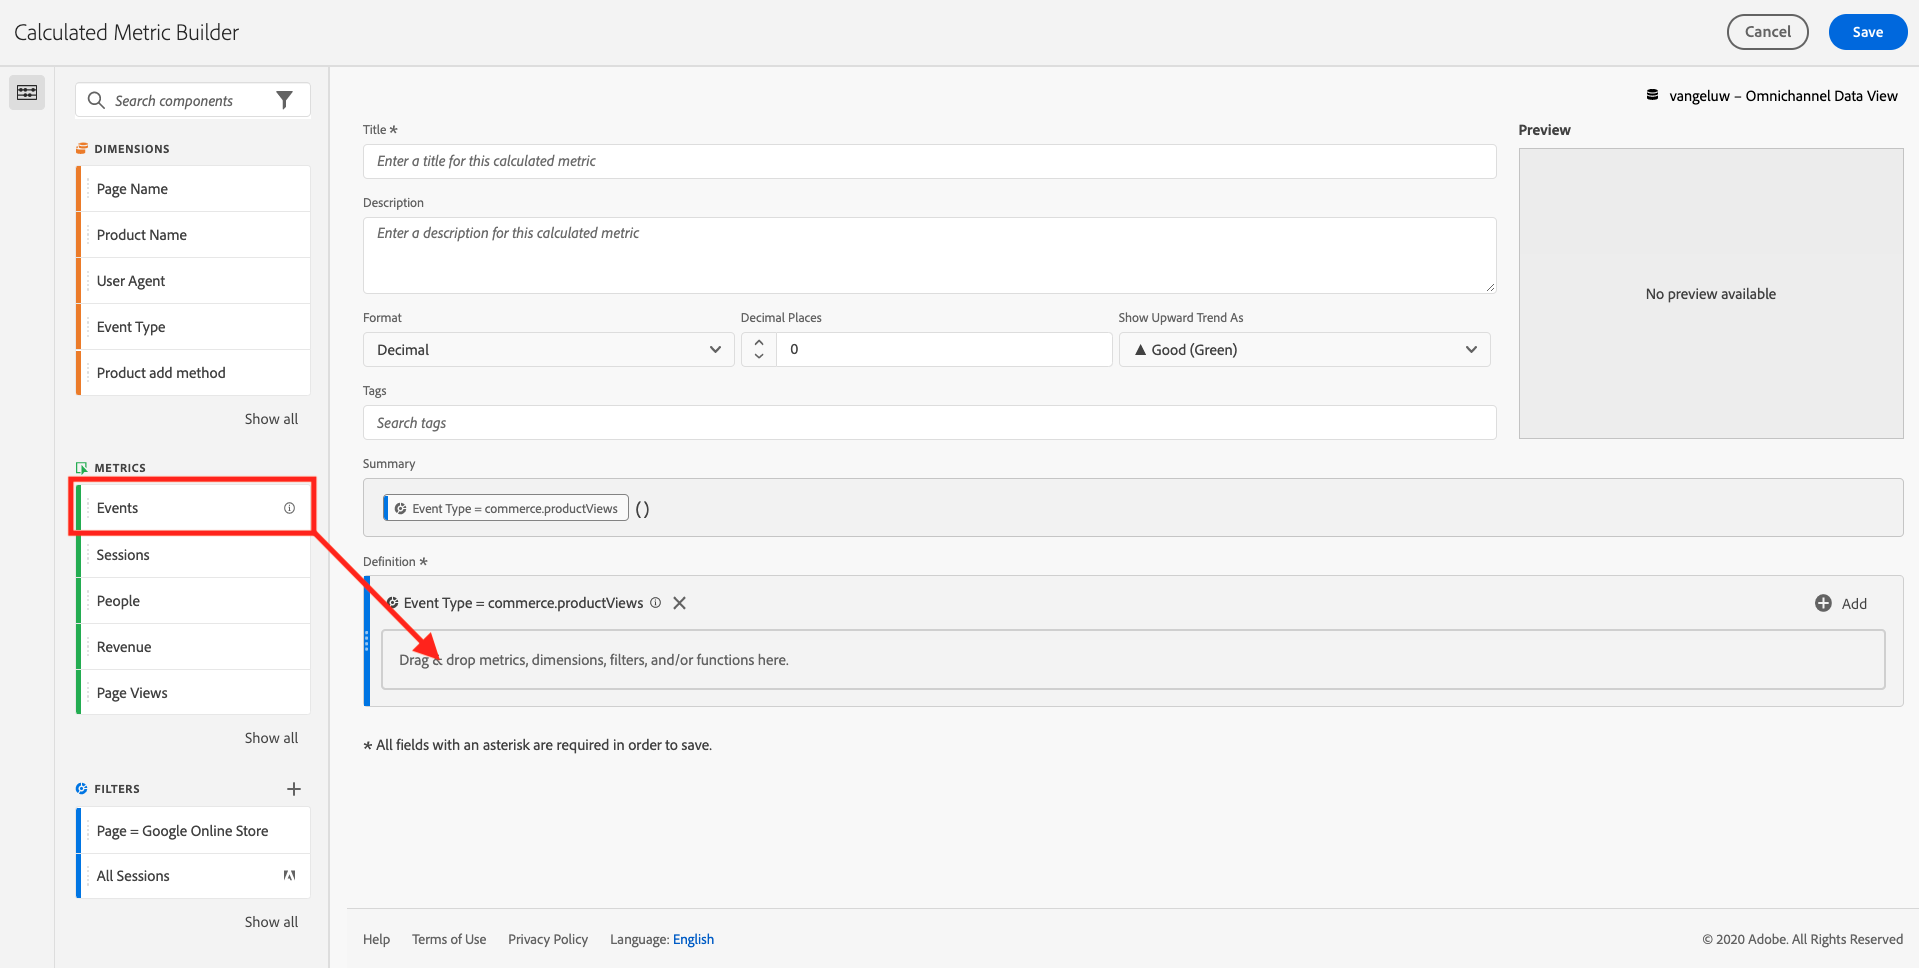 Calculated Metric Builder
Cancel
Save
Search components
vangeluw – Omnichannel Data View
DIMENSIONS
Page Name
Product Name
User Agent
Event Type
Product add method
Show all
METRICS
Events
Sessions
People
Revenue
Page Views
Show all
FILTERS
Page = Google Online Store
All Sessions
Show all
Title *
Enter a title for this calculated metric
Description
Enter a description for this calculated metric
Format
Decimal Places
Show Upward Trend As
Decimal
0
▲ Good (Green)
Tags
Search tags
Preview
No preview available
Summary
Event Type = commerce.productViews ()
Definition *
Event Type = commerce.productViews
Add
Drag & drop metrics, dimensions, filters, and/or functions here.
* All fields with an asterisk are required in order to save.
Help Terms of Use Privacy Policy Language: English
© 2020 Adobe. All Rights Reserved